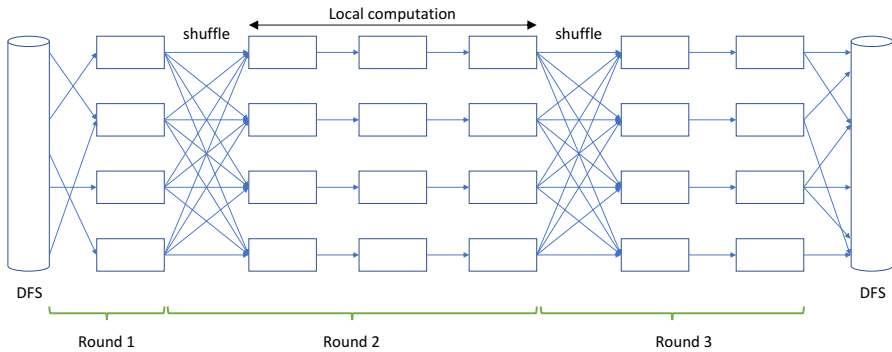 Local computation
shuffle
shuffle
DFS
DFS
Round 1
Round 2
Round 3